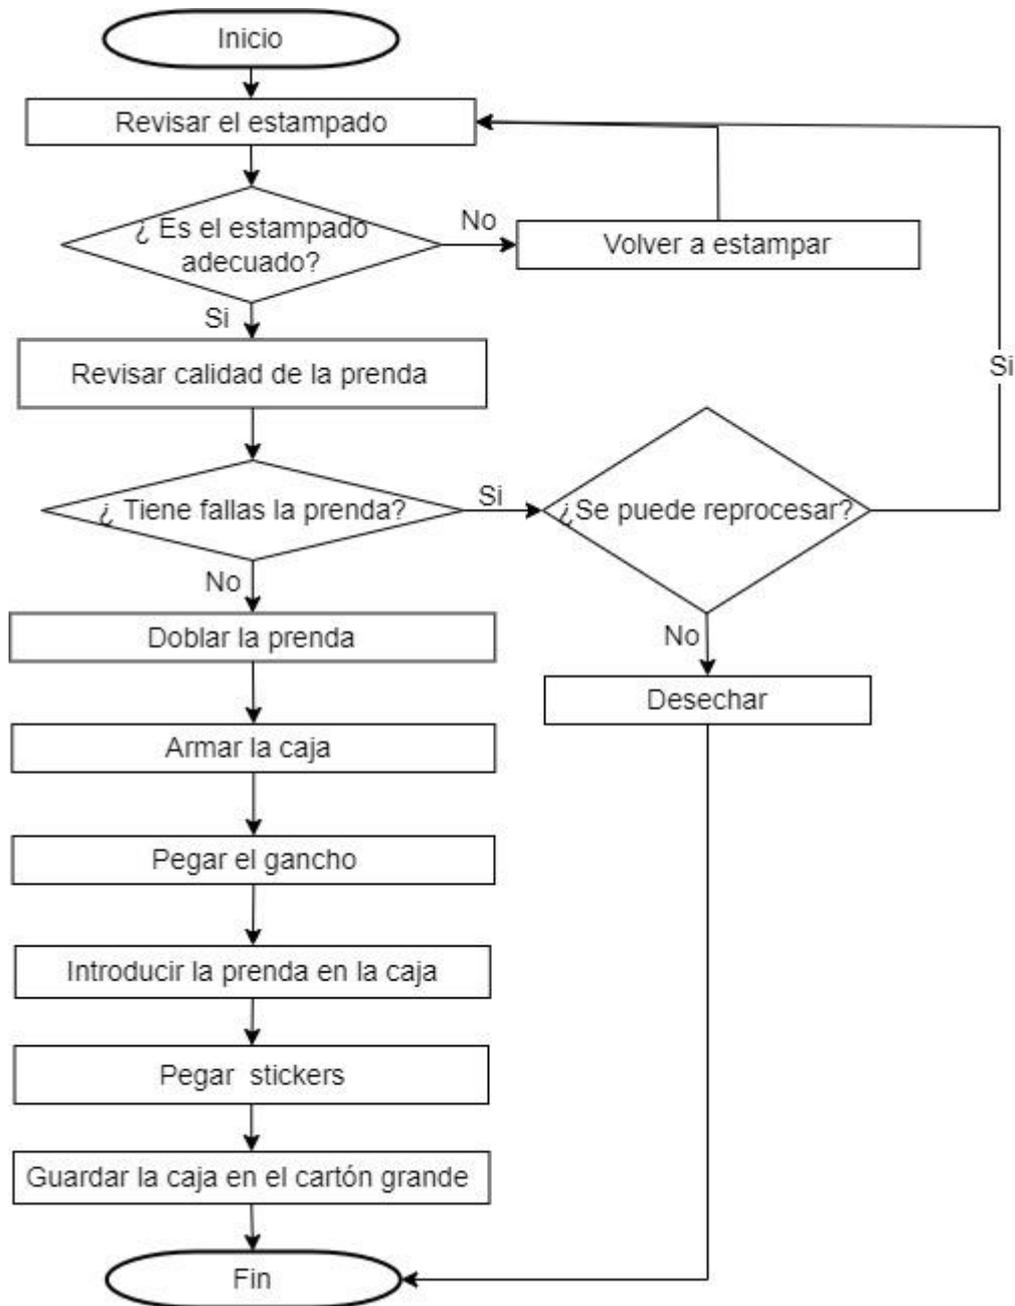 Inicio
Revisar el estampado
¿ Es el estampado
adecuado?
No
Volver a estampar
Si
Revisar calidad de la prenda
Si
¿ Tiene fallas la prenda?
Si
¿Se puede reprocesar?
No
Doblar la prenda
No
Desechar
Armar la caja
Pegar el gancho
Introducir la prenda en la caja
Pegar stickers
Guardar la caja en el cartón grande
Fin